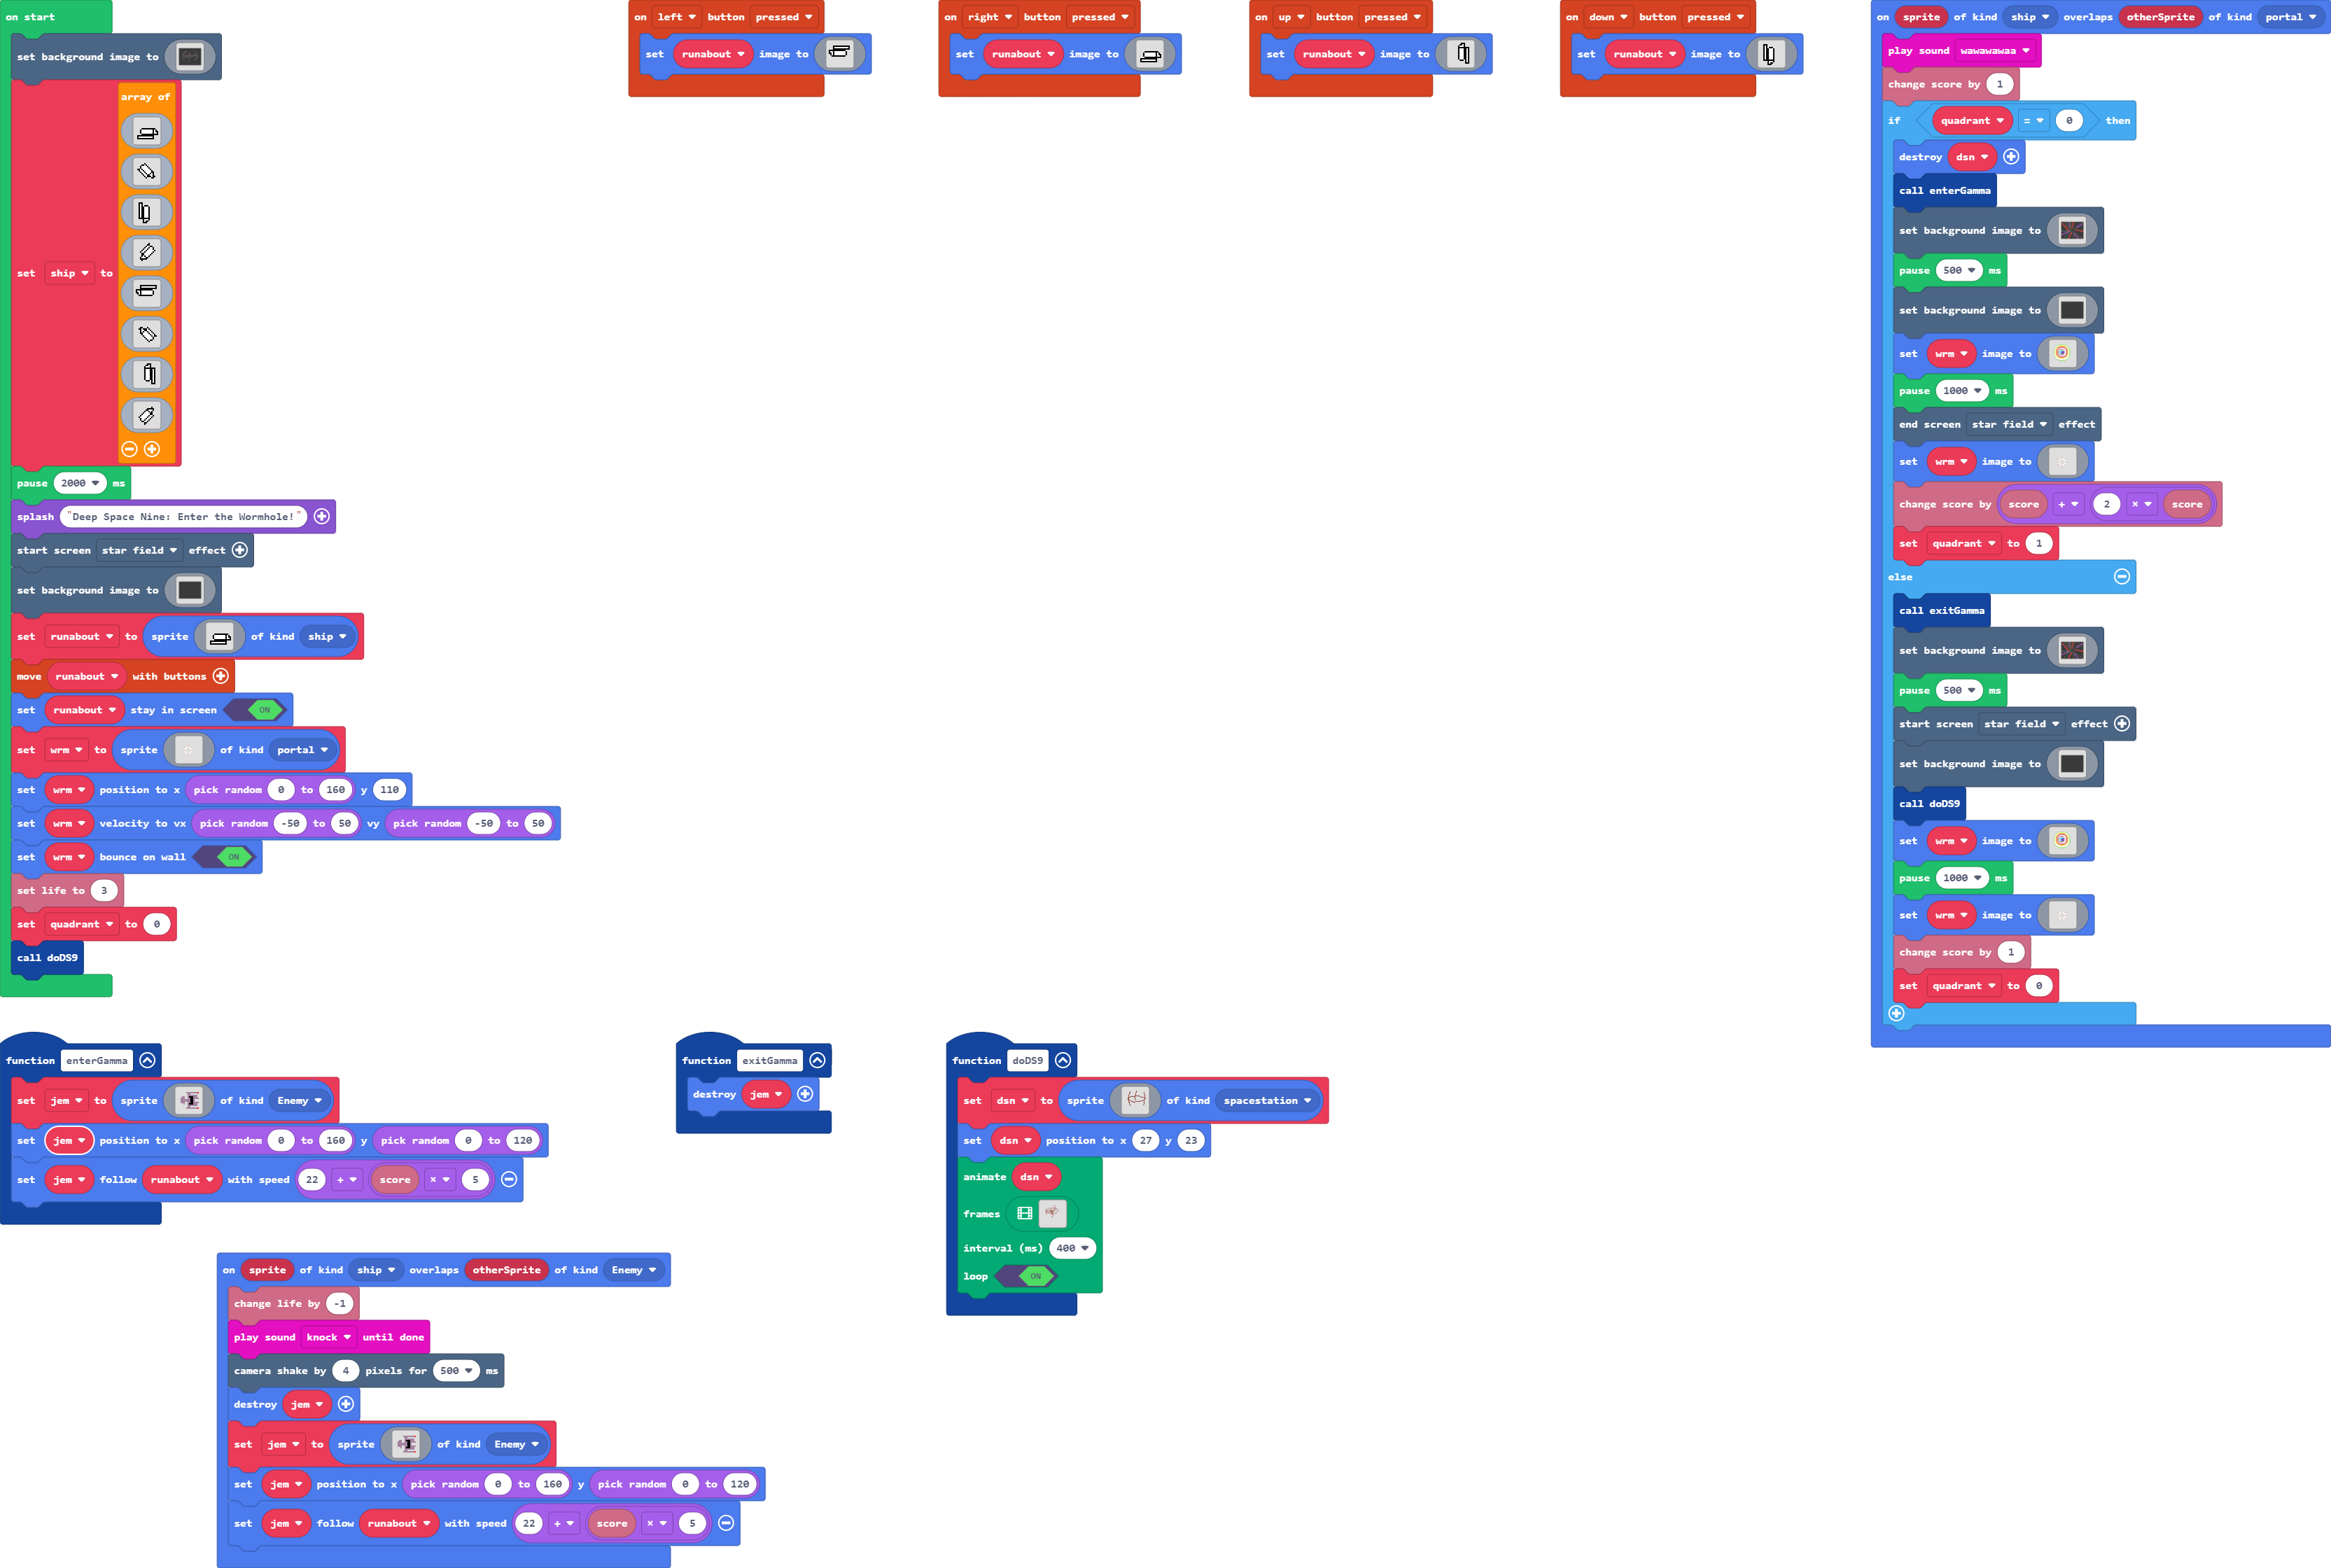 on start
set background image to
set ship to
array of
pause 2000 ms
splash "Deep Space Nine: Enter the Wormhole!"
start screen star field effect
set background image to
set runabout to sprite of kind ship
move runabout with buttons
set runabout stay in screen ON
set wrm to sprite of kind portal
set wrm position to x pick random 0 to 160 y 110
set wrm velocity to vx pick random -50 to 50 vy pick random -50 to 50
set wrm bounce on wall ON
set life to 3
set quadrant to 0
call doDS9
on left button pressed
set runabout image to
on right button pressed
set runabout image to
on up button pressed
set runabout image to
on down button pressed
set runabout image to
on sprite of kind ship overlaps otherSprite of kind portal
play sound wawawawaa
change score by 1
if quadrant = 0 then
destroy dsn
call enterGamma
set background image to
pause 500 ms
set background image to
set wrm image to
pause 1000 ms
end screen star field effect
set wrm image to
change score by score + 2 × score
set quadrant to 1
else
call exitGamma
set background image to
pause 500 ms
start screen star field effect
set background image to
call doDS9
set wrm image to
pause 1000 ms
set wrm image to
change score by 1
set quadrant to 0
function enterGamma
set jem to sprite of kind Enemy
set jem position to x pick random 0 to 160 y pick random 0 to 120
set jem follow runabout with speed 22 + score × 5
function exitGamma
destroy jem
function doDS9
set dsn to sprite of kind spacestation
set dsn position to x 27 y 23
animate dsn
frames
interval (ms) 400
loop ON
on sprite of kind ship overlaps otherSprite of kind Enemy
change life by -1
play sound knock until done
camera shake by 4 pixels for 500 ms
destroy jem
set jem to sprite of kind Enemy
set jem position to x pick random 0 to 160 y pick random 0 to 120
set jem follow runabout with speed 22 + score × 5